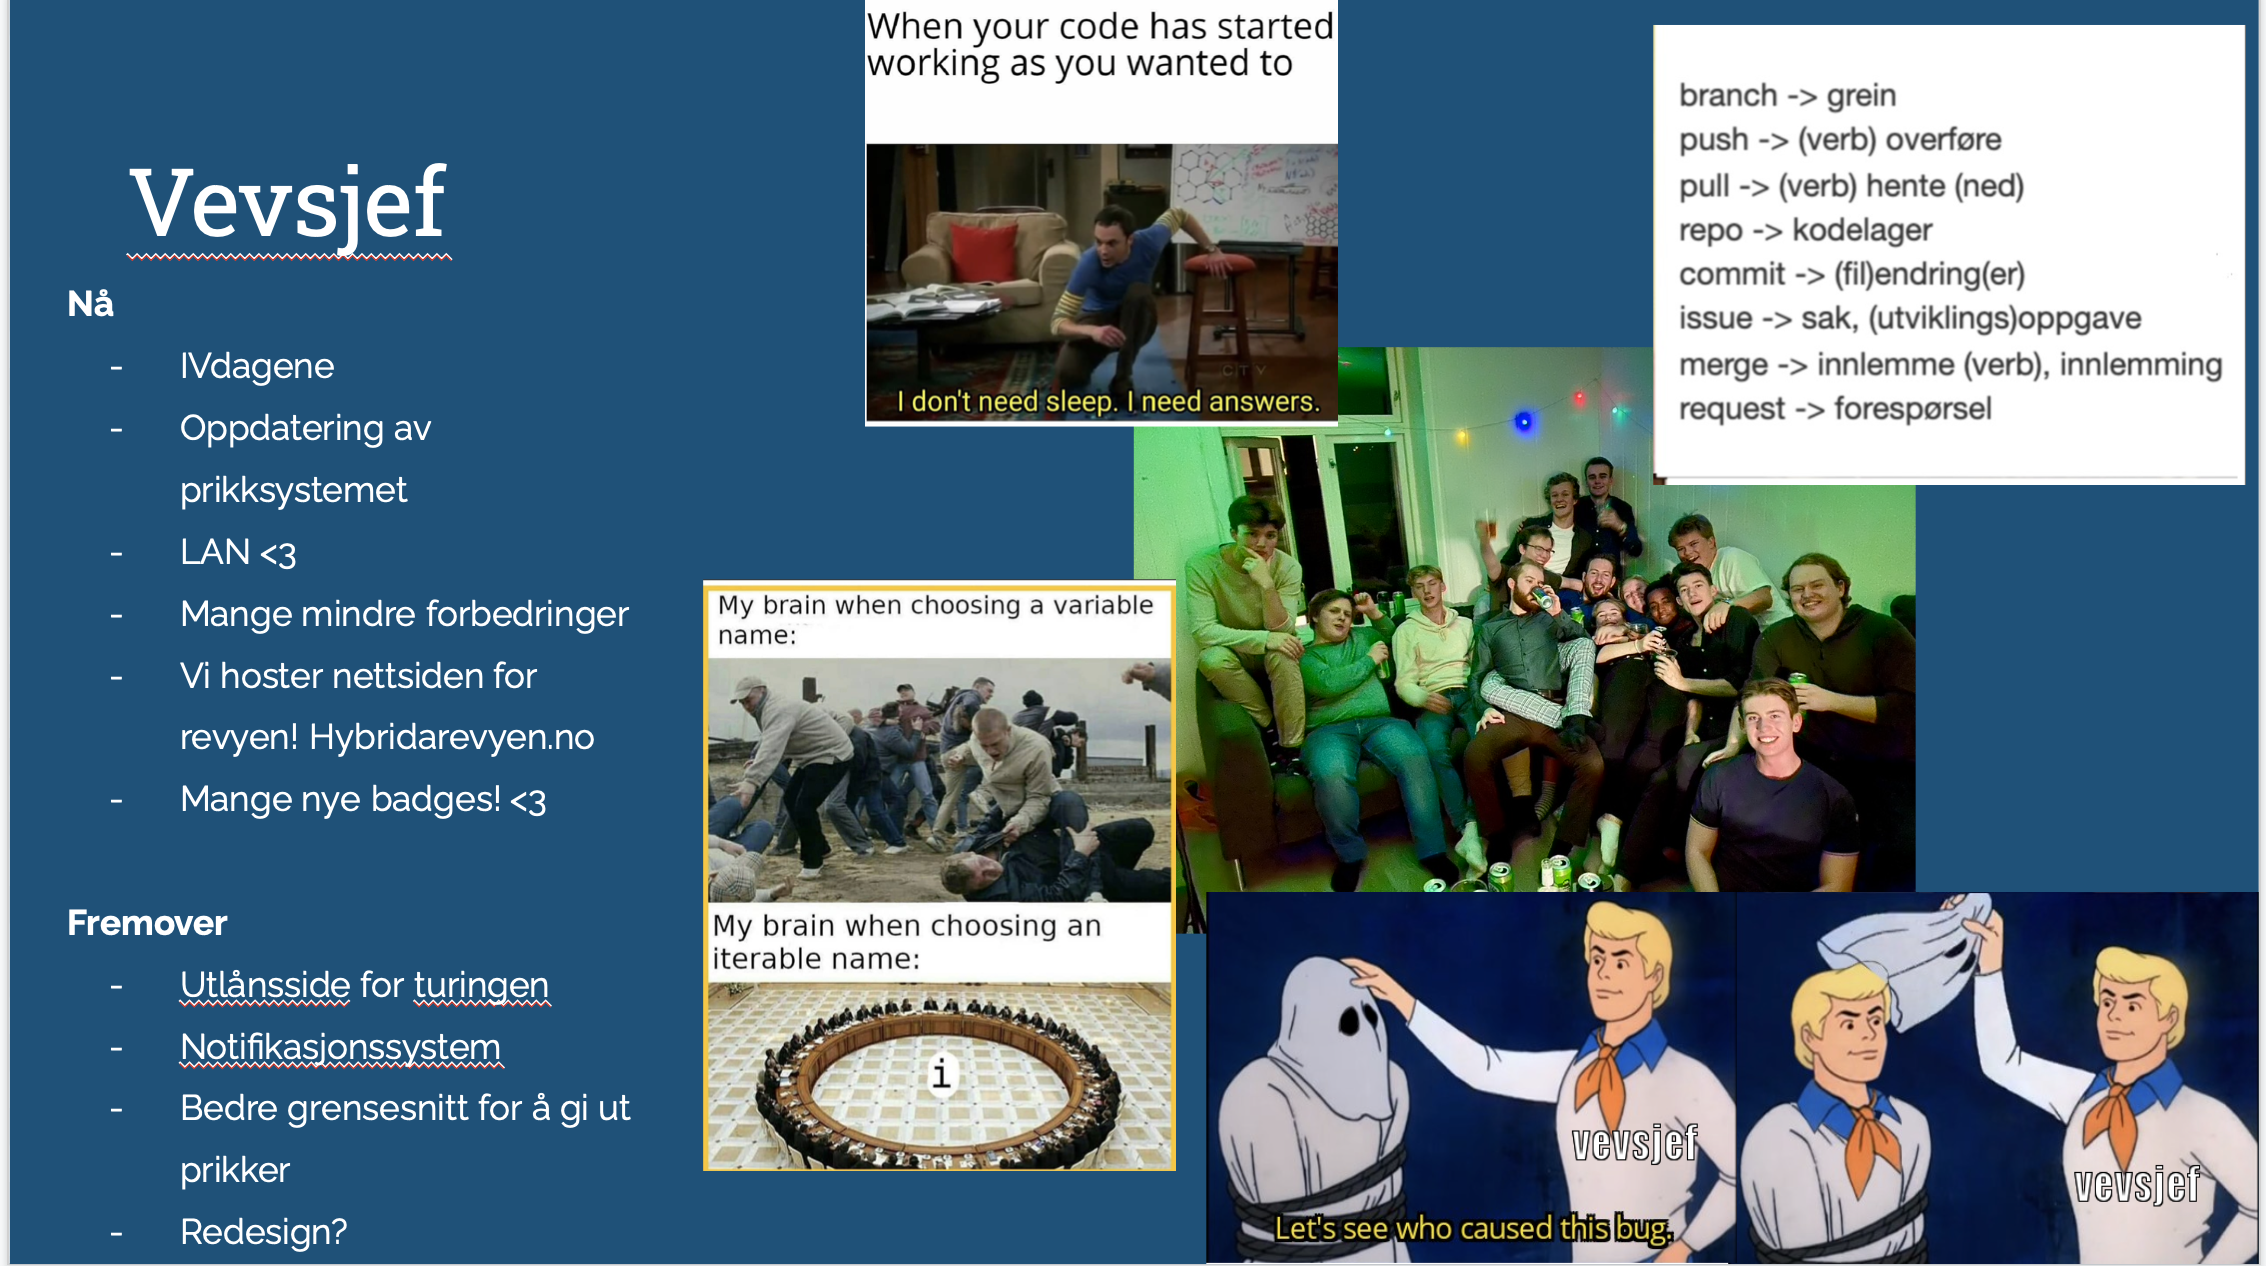 Vevsjef
Nå
- IVdagene
- Oppdatering av
prikksystemet
- LAN <3
- Mange mindre forbedringer
- Vi hoster nettsiden for
revyen! Hybridarevyen.no
- Mange nye badges! <3
Fremover
- Utlånsside for turingen
- Notifikasjonssystem
- Bedre grensesnitt for å gi ut
prikker
- Redesign?
When your code has started
working as you wanted to
CTV
I don't need sleep. I need answers.
branch -> grein
push -> (verb) overføre
pull -> (verb) hente (ned)
repo -> kodelager
commit -> (fil)endring(er)
issue -> sak, (utviklings)oppgave
merge -> innlemme (verb), innlemming
request -> forespørsel
My brain when choosing a variable
name:
My brain when choosing an
iterable name:
i
vevsjef
Let's see who caused this bug.
vevsjef